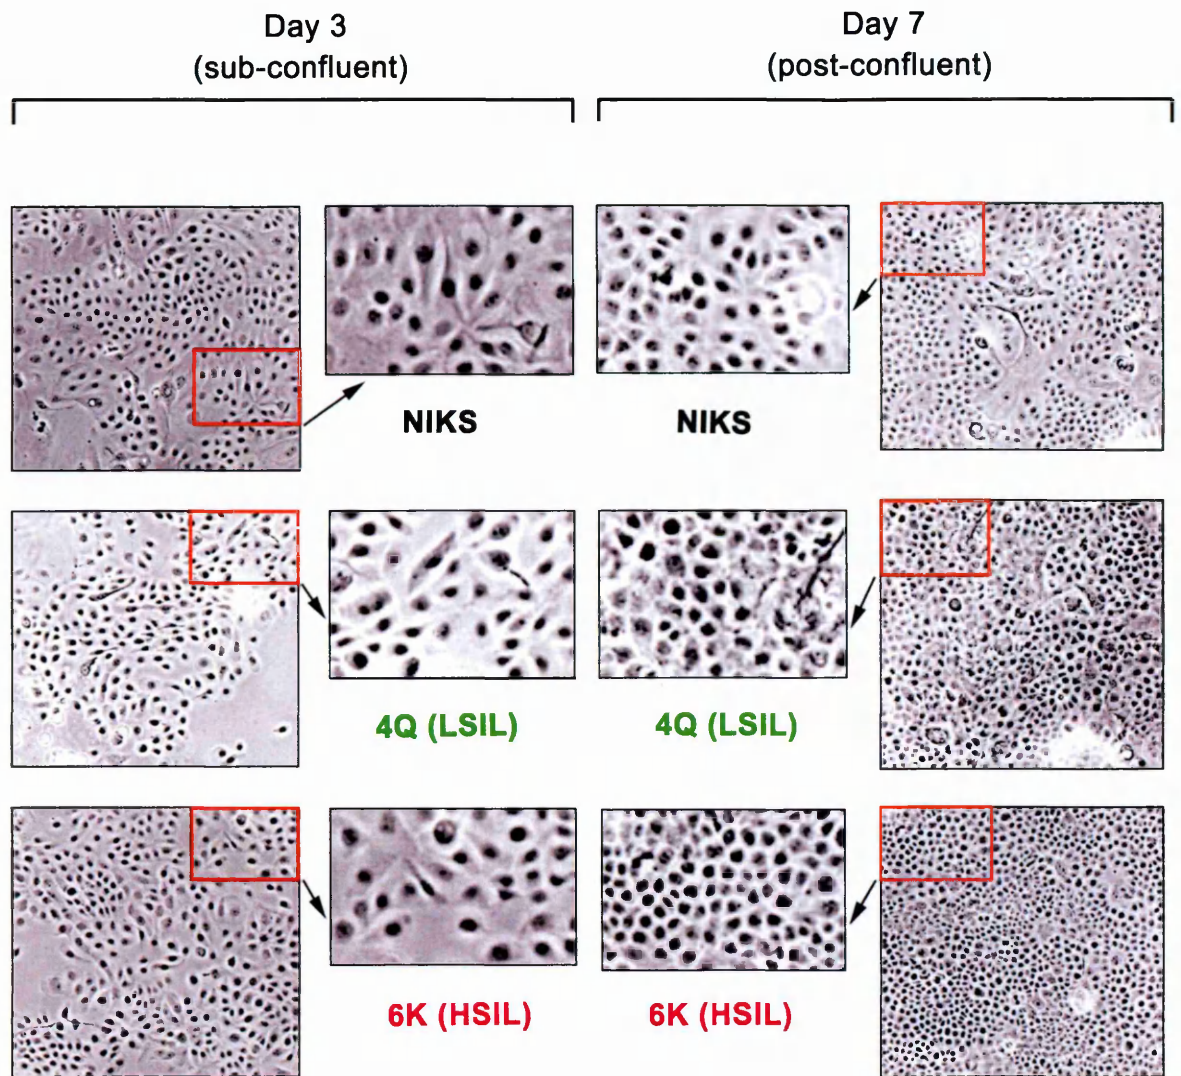 Day 3
(sub-confluent)
Day 7
(post-confluent)
NIKS
NIKS
4Q (LSIL)
4Q (LSIL)
6K (HSIL)
6K (HSIL)